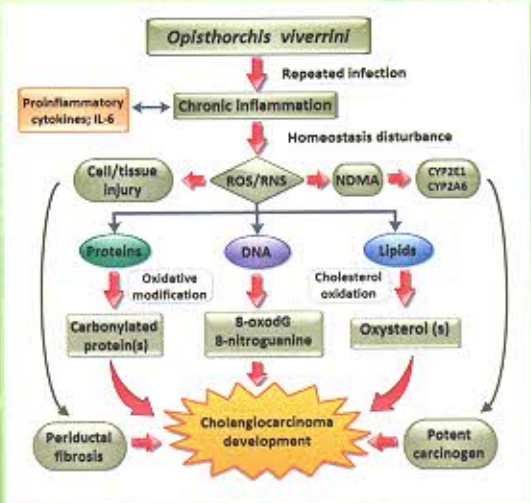 Opisthorchis viverrini
Repeated infection
Proinflammatory
cytokines; IL-6
Chronic inflammation
Homeostasis disturbance
Cell/tissue
injury
ROS/RNS
NDMA
CYP2E1
CYP2A6
Proteins
DNA
Lipids
Oxidative
modification
Cholesterol
oxidation
Carbonylated
protein(s)
8-oxodG
8-nitroguanine
Oxysterol (s)
Cholangiocarcinoma
development
Periductal
fibrosis
Potent
carcinogen